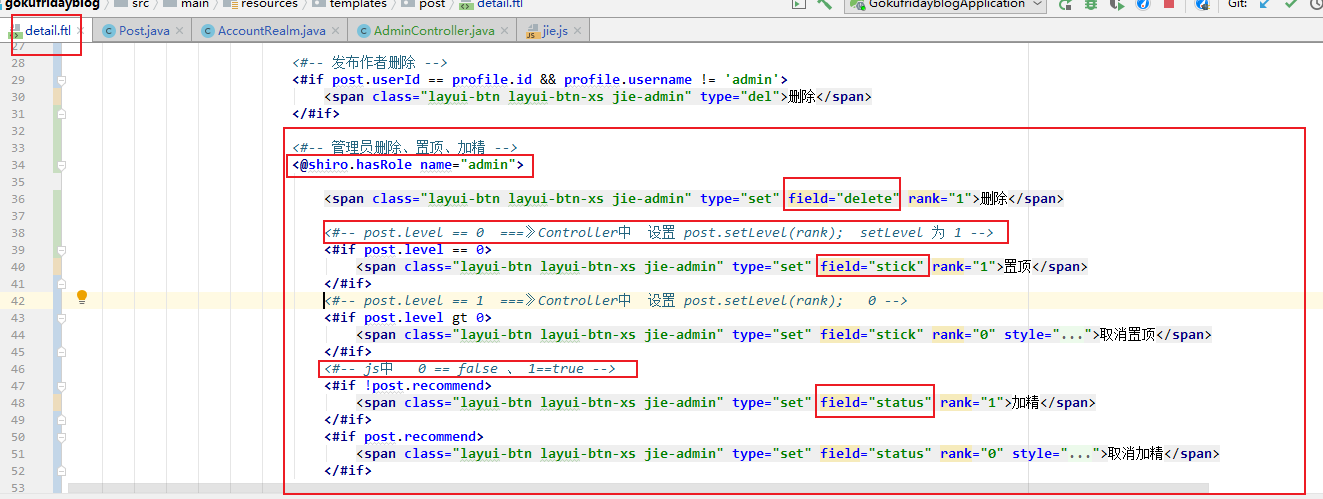 gokufridayblog src main resources templates post detail.ftl GokufridayblogApplication Git:
detail.ftl Post.java AccountRealm.java AdminController.java jie.js
27
28 <#-- 发布作者删除 -->
29 <#if post.userId == profile.id && profile.username != 'admin'>
30 <span class="layui-btn layui-btn-xs jie-admin" type="del">删除</span>
31 </#if>
32
33 <#-- 管理员删除、置顶、加精 -->
34 <@shiro.hasRole name="admin">
35
36 <span class="layui-btn layui-btn-xs jie-admin" type="set" field="delete" rank="1">删除</span>
37
38 <#-- post.level == 0 ===》Controller中 设置 post.setLevel(rank); setLevel 为 1 -->
39 <#if post.level == 0>
40 <span class="layui-btn layui-btn-xs jie-admin" type="set" field="stick" rank="1">置顶</span>
41 </#if>
42 <#-- post.level == 1 ===》Controller中 设置 post.setLevel(rank); 0 -->
43 <#if post.level gt 0>
44 <span class="layui-btn layui-btn-xs jie-admin" type="set" field="stick" rank="0" style="...">取消置顶</span>
45 </#if>
46 <#-- js中 0 == false 、 1==true -->
47 <#if !post.recommend>
48 <span class="layui-btn layui-btn-xs jie-admin" type="set" field="status" rank="1">加精</span>
49 </#if>
50 <#if post.recommend>
51 <span class="layui-btn layui-btn-xs jie-admin" type="set" field="status" rank="0" style="...">取消加精</span>
52 </#if>
53